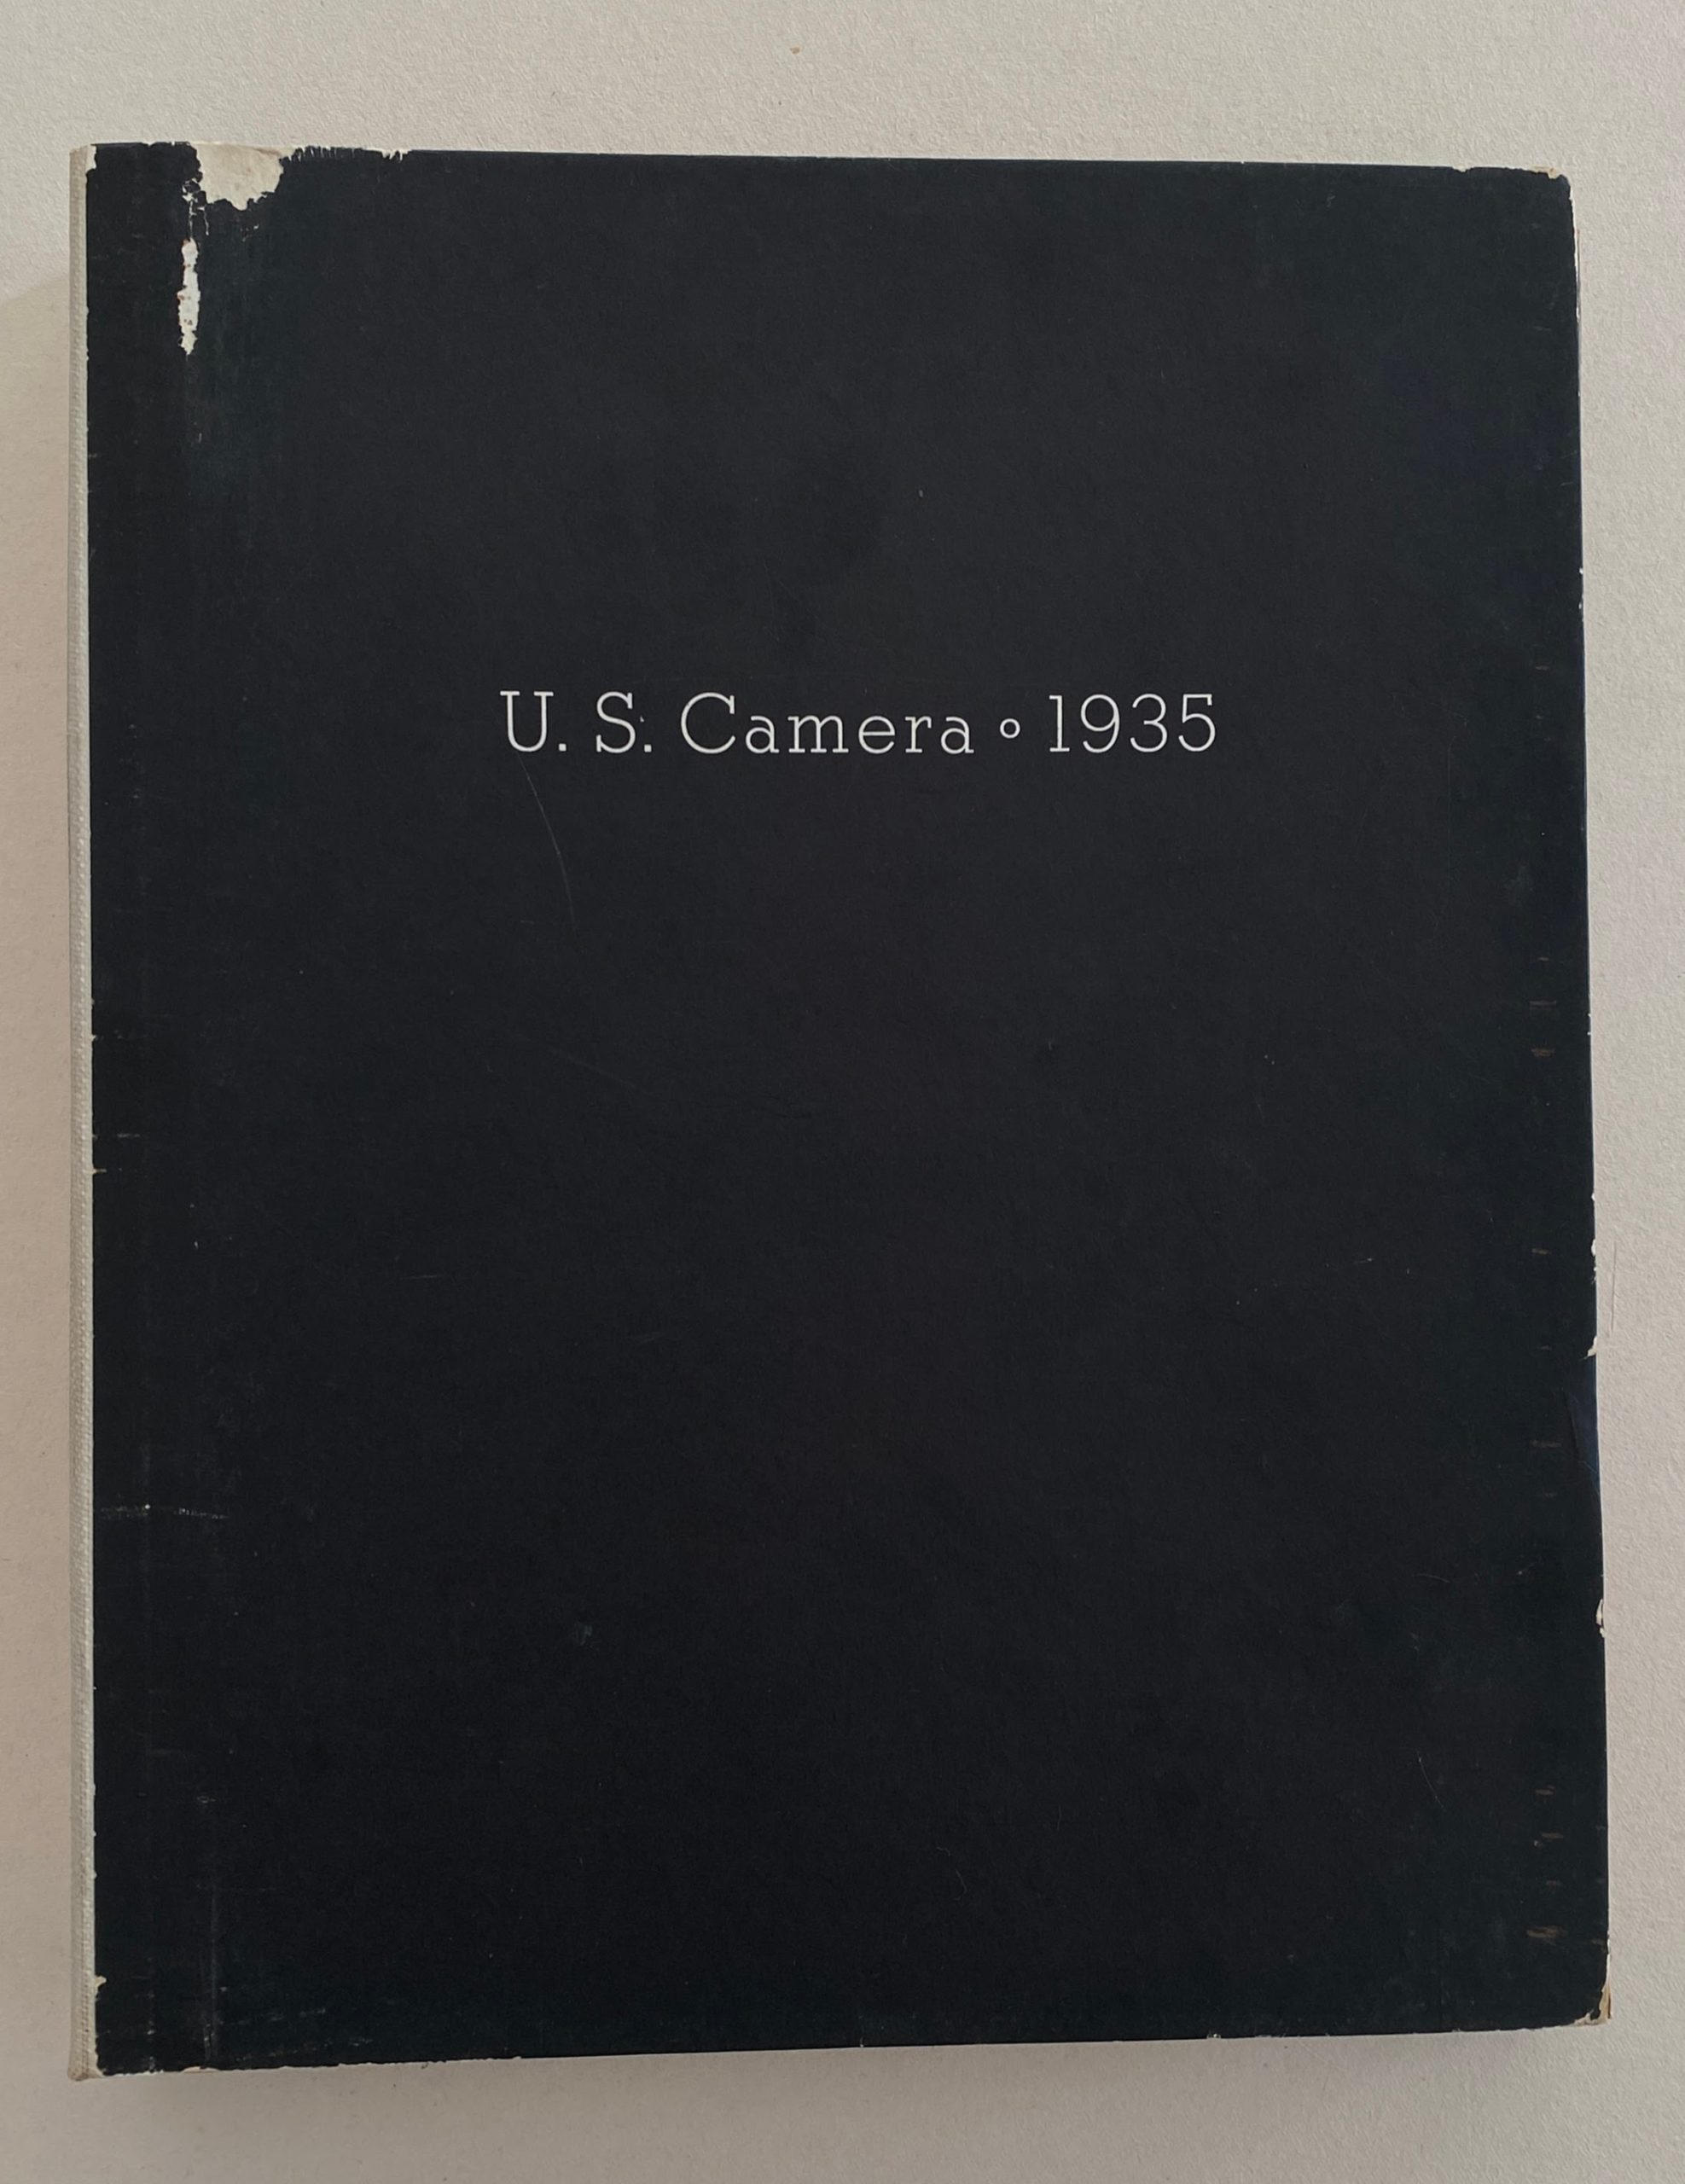 U. S. Camera ∘ 1935